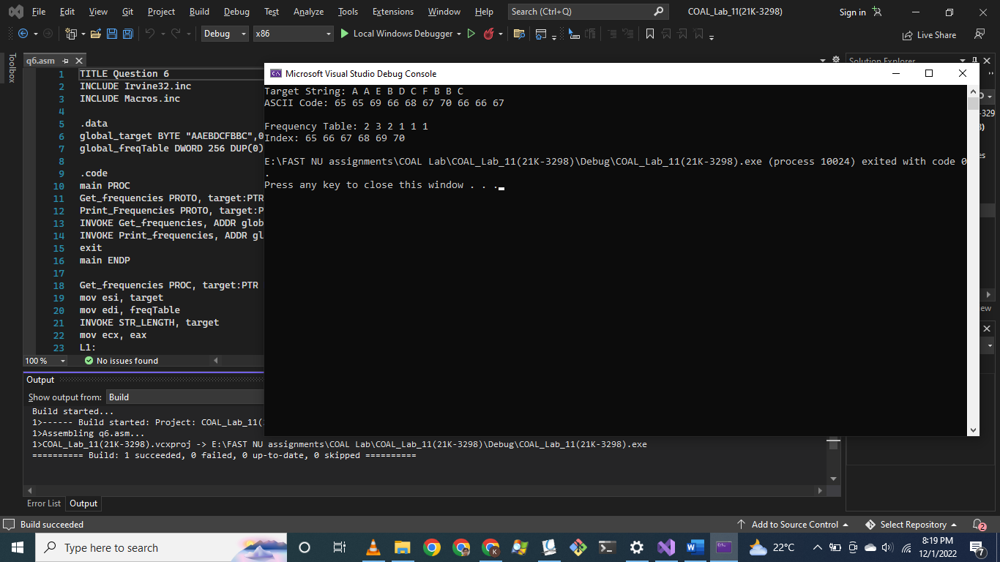 File Edit View Git Project Build Debug Test Analyze Tools Extensions Window Help Search (Ctrl+Q) COAL_Lab_11(21K-3298) Sign in
Debug x86 Local Windows Debugger Live Share
Toolbox
q6.asm
Solution Explorer
1 TITLE Question 6
2 INCLUDE Irvine32.inc
3 INCLUDE Macros.inc
4
5 .data
6 global_target BYTE "AAEBDCFBBC",0
7 global_freqTable DWORD 256 DUP(0)
8
9 .code
10 main PROC
11 Get_frequencies PROTO, target:PTR
12 Print_Frequencies PROTO, target:P
13 INVOKE Get_frequencies, ADDR glob
14 INVOKE Print_frequencies, ADDR gl
15 exit
16 main ENDP
17
18 Get_frequencies PROC, target:PTR
19 mov esi, target
20 mov edi, freqTable
21 INVOKE STR_LENGTH, target
22 mov ecx, eax
23 L1:
100 % No issues found
Microsoft Visual Studio Debug Console
Target String: A A E B D C F B B C
ASCII Code: 65 65 69 66 68 67 70 66 66 67
Frequency Table: 2 3 2 1 1 1
Index: 65 66 67 68 69 70
E:\FAST NU assignments\COAL Lab\COAL_Lab_11(21K-3298)\Debug\COAL_Lab_11(21K-3298).exe (process 10024) exited with code 0
.
Press any key to close this window . . .
Output
Show output from: Build
Build started...
1>------ Build started: Project: COAL_Lab_11(
1>Assembling q6.asm...
1>COAL_Lab_11(21K-3298).vcxproj -> E:\FAST NU assignments\COAL Lab\COAL_Lab_11(21K-3298)\Debug\COAL_Lab_11(21K-3298).exe
========== Build: 1 succeeded, 0 failed, 0 up-to-date, 0 skipped ==========
Error List Output
Build succeeded Add to Source Control Select Repository 2
Type here to search 22°C 8:19 PM
12/1/2022 7